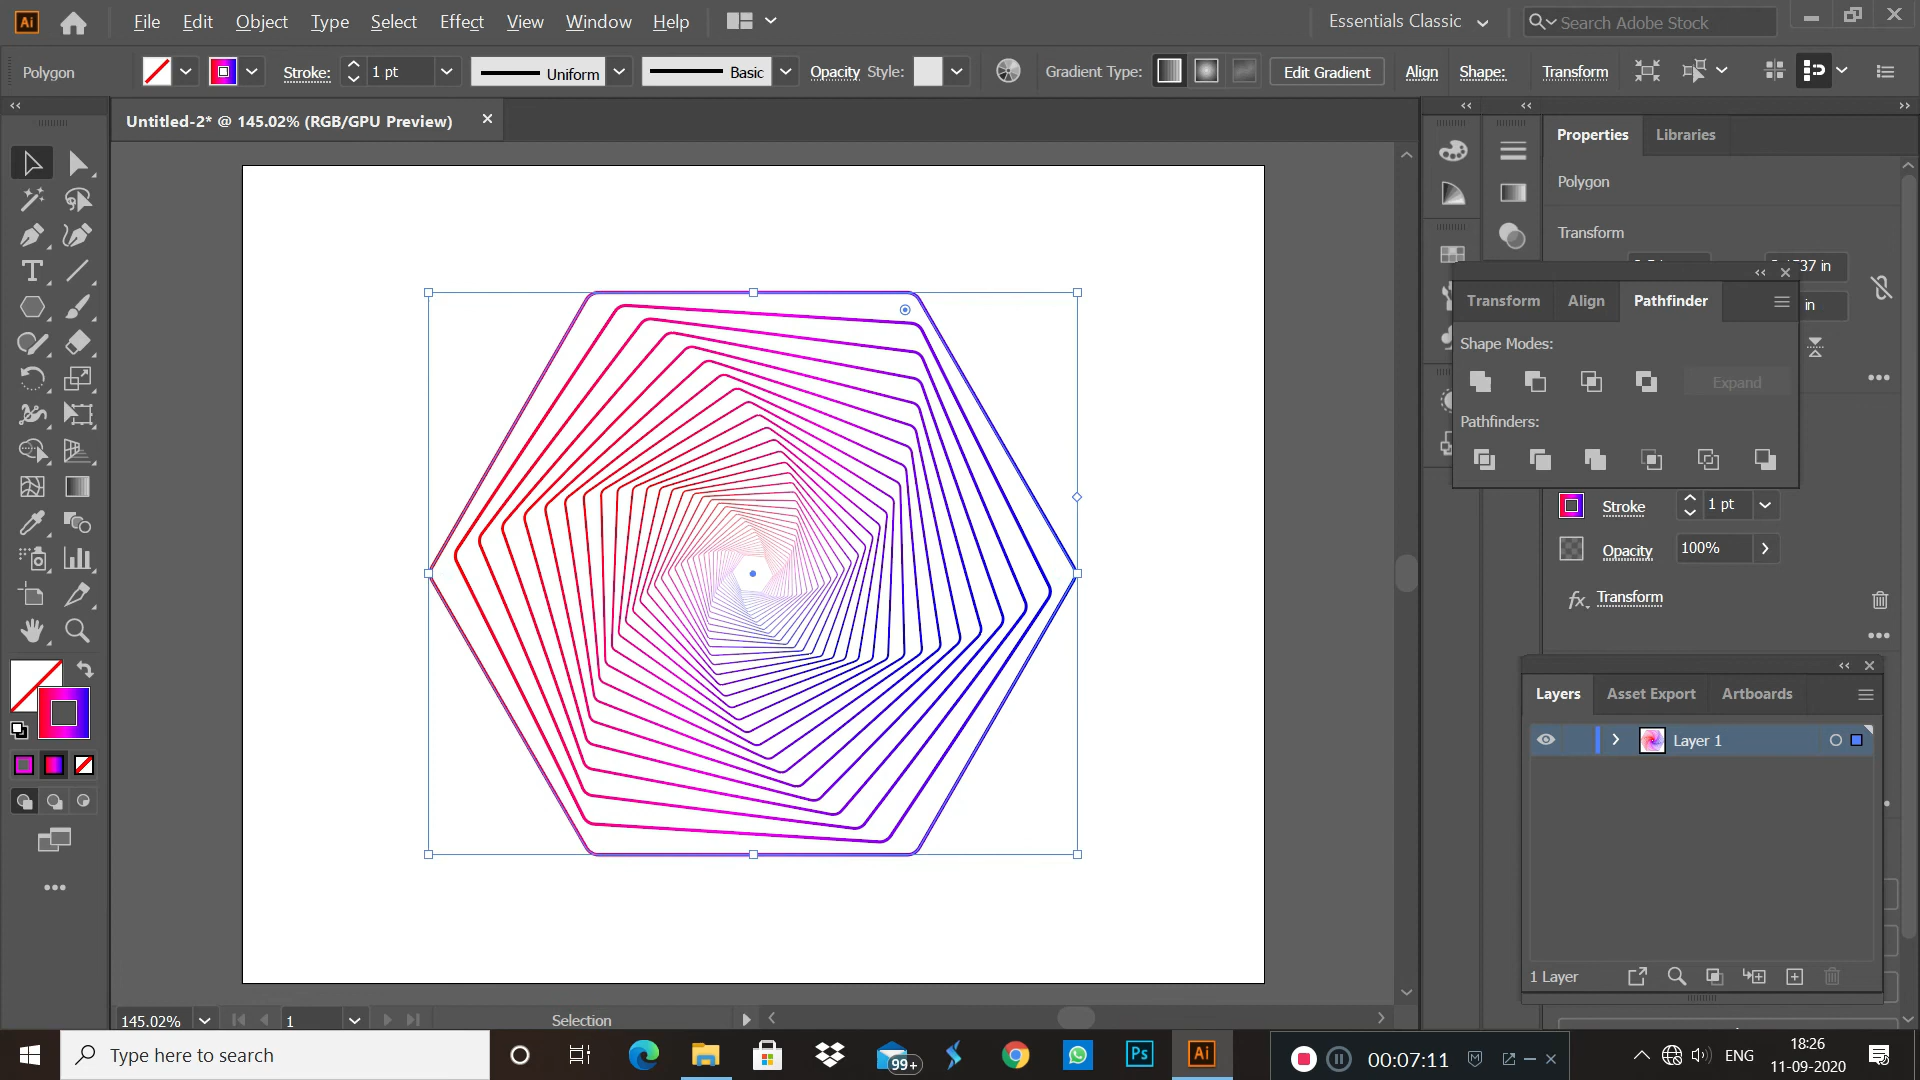 Ai File Edit Object Type Select Effect View Window Help Essentials Classic Search Adobe Stock
Polygon Stroke: 1 pt Uniform Basic Opacity Style: Gradient Type: Edit Gradient Align Shape: Transform
Untitled-2* @ 145.02% (RGB/GPU Preview)
Properties Libraries
Polygon
Transform
37 in
in
Transform Align Pathfinder
Shape Modes:
Expand
Pathfinders:
Stroke 1 pt
Opacity 100%
fx Transform
Layers Asset Export Artboards
Layer 1
1 Layer
145.02% 1 Selection
Type here to search 99+ Ps Ai 00:07:11 ENG 18:26
11-09-2020